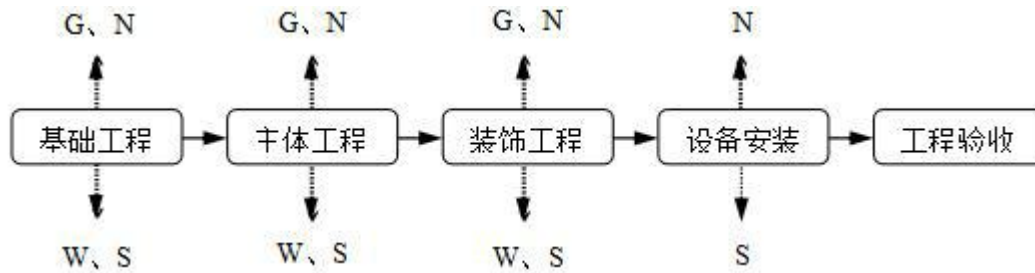 G、N G、N G、N N
基础工程 主体工程 装饰工程 设备安装 工程验收
W、S W、S W、S S